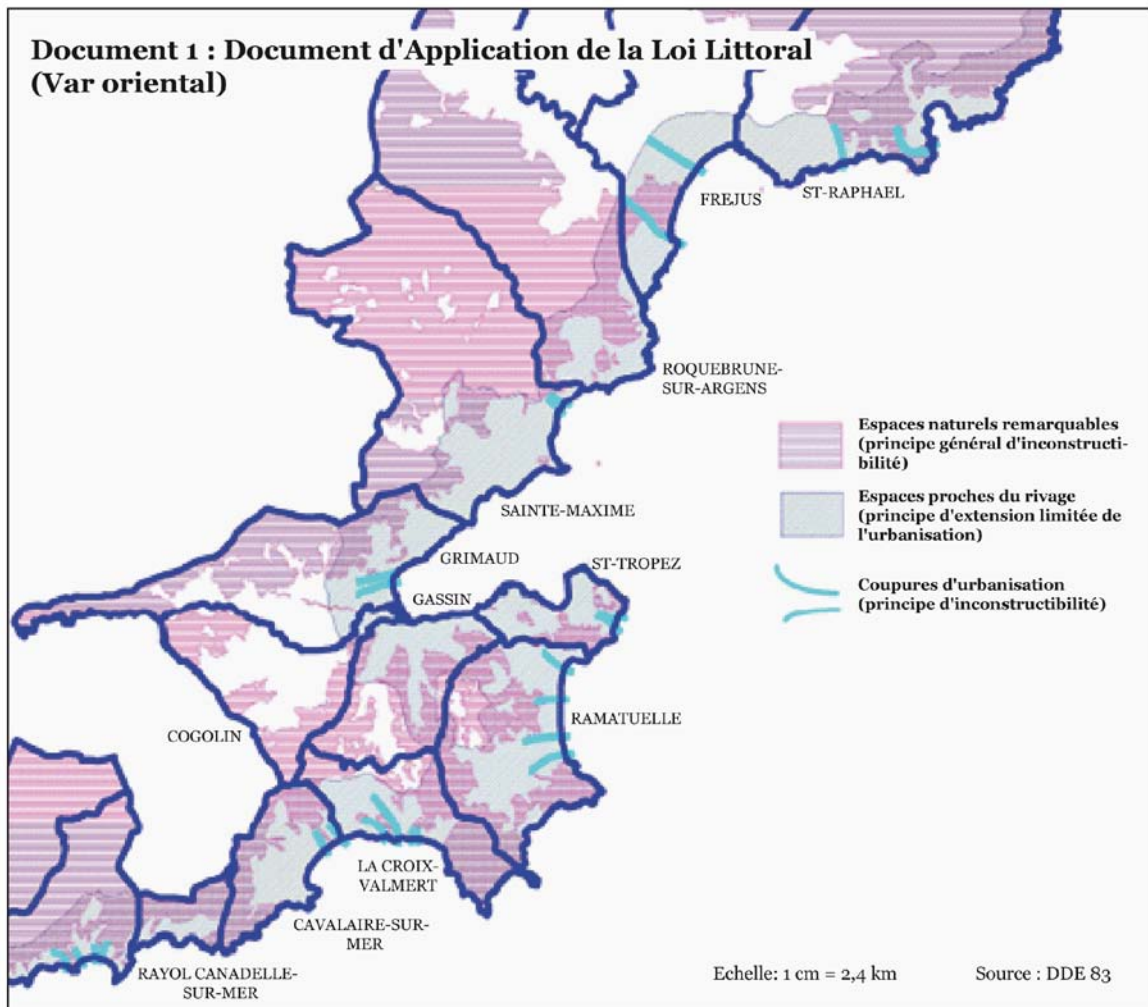 Document 1 : Document d'Application de la Loi Littoral
(Var oriental)
FREJUS
ST-RAPHAEL
ROQUEBRUNE-
SUR-ARGENS
Espaces naturels remarquables
(principe général d'inconstructi-
bilité)
Espaces proches du rivage
(principe d'extension limitée de
l'urbanisation)
Coupures d'urbanisation
(principe d'inconstructibilité)
SAINTE-MAXIME
GRIMAUD
ST-TROPEZ
GASSIN
RAMATUELLE
COGOLIN
LA CROIX-
VALMERT
CAVALAIRE-SUR-
MER
RAYOL CANADELLE-
SUR-MER
Echelle: 1 cm = 2,4 km
Source : DDE 83